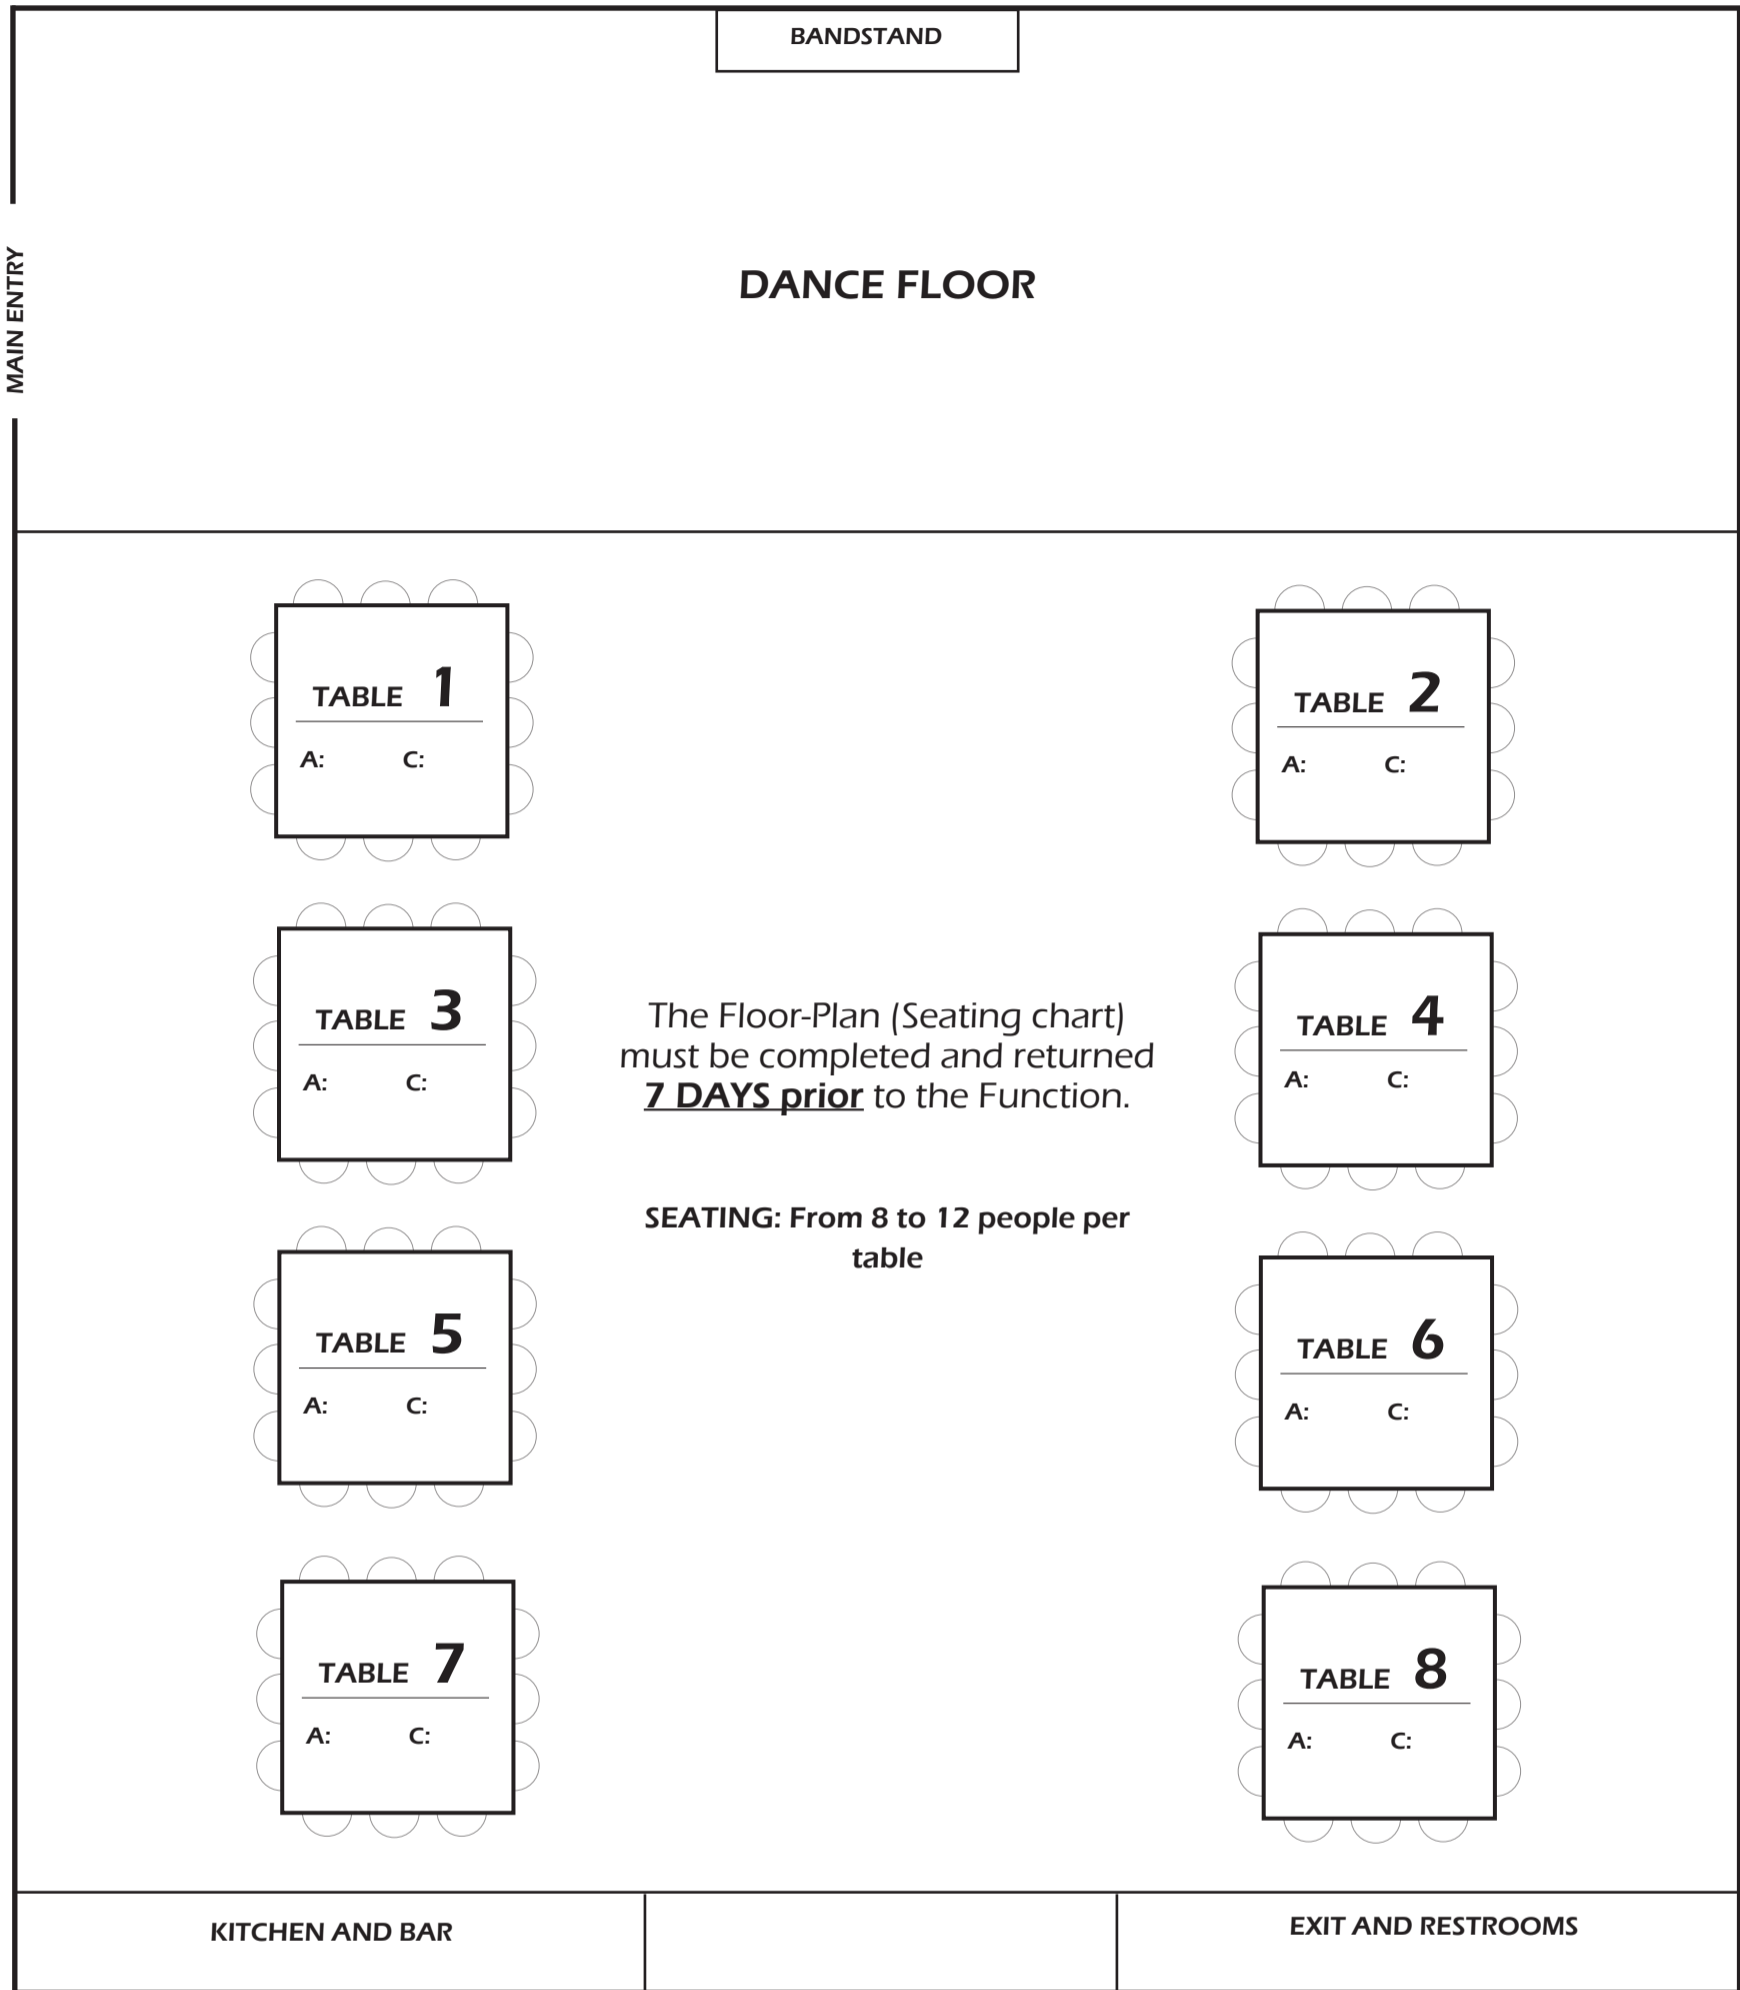 BANDSTAND
MAIN ENTRY
DANCE FLOOR
TABLE 1
A: C:
TABLE 2
A: C:
TABLE 3
A: C:
The Floor-Plan (Seating chart)
must be completed and returned
7 DAYS prior to the Function.
SEATING: From 8 to 12 people per
table
TABLE 4
A: C:
TABLE 5
A: C:
TABLE 6
A: C:
TABLE 7
A: C:
TABLE 8
A: C:
KITCHEN AND BAR
EXIT AND RESTROOMS